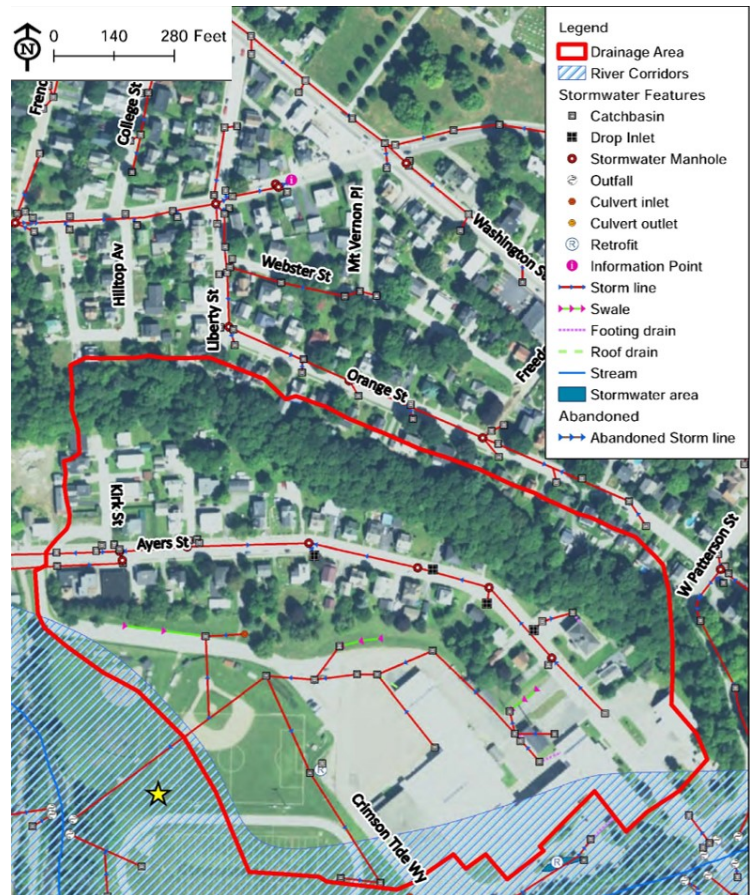 N
0 140 280 Feet
Legend
Drainage Area
River Corridors
Stormwater Features
Catchbasin
Drop Inlet
Stormwater Manhole
Outfall
Culvert inlet
Culvert outlet
R Retrofit
i Information Point
Storm line
Swale
Footing drain
Roof drain
Stream
Stormwater area
Abandoned
Abandoned Storm line
College St
i
Mt Vernon Pl
Washington
Hilltop Av
Webster St
Liberty St
Orange St
Kirk St
Ayers St
W Patterson St
R
Crimson Tide Wy
R